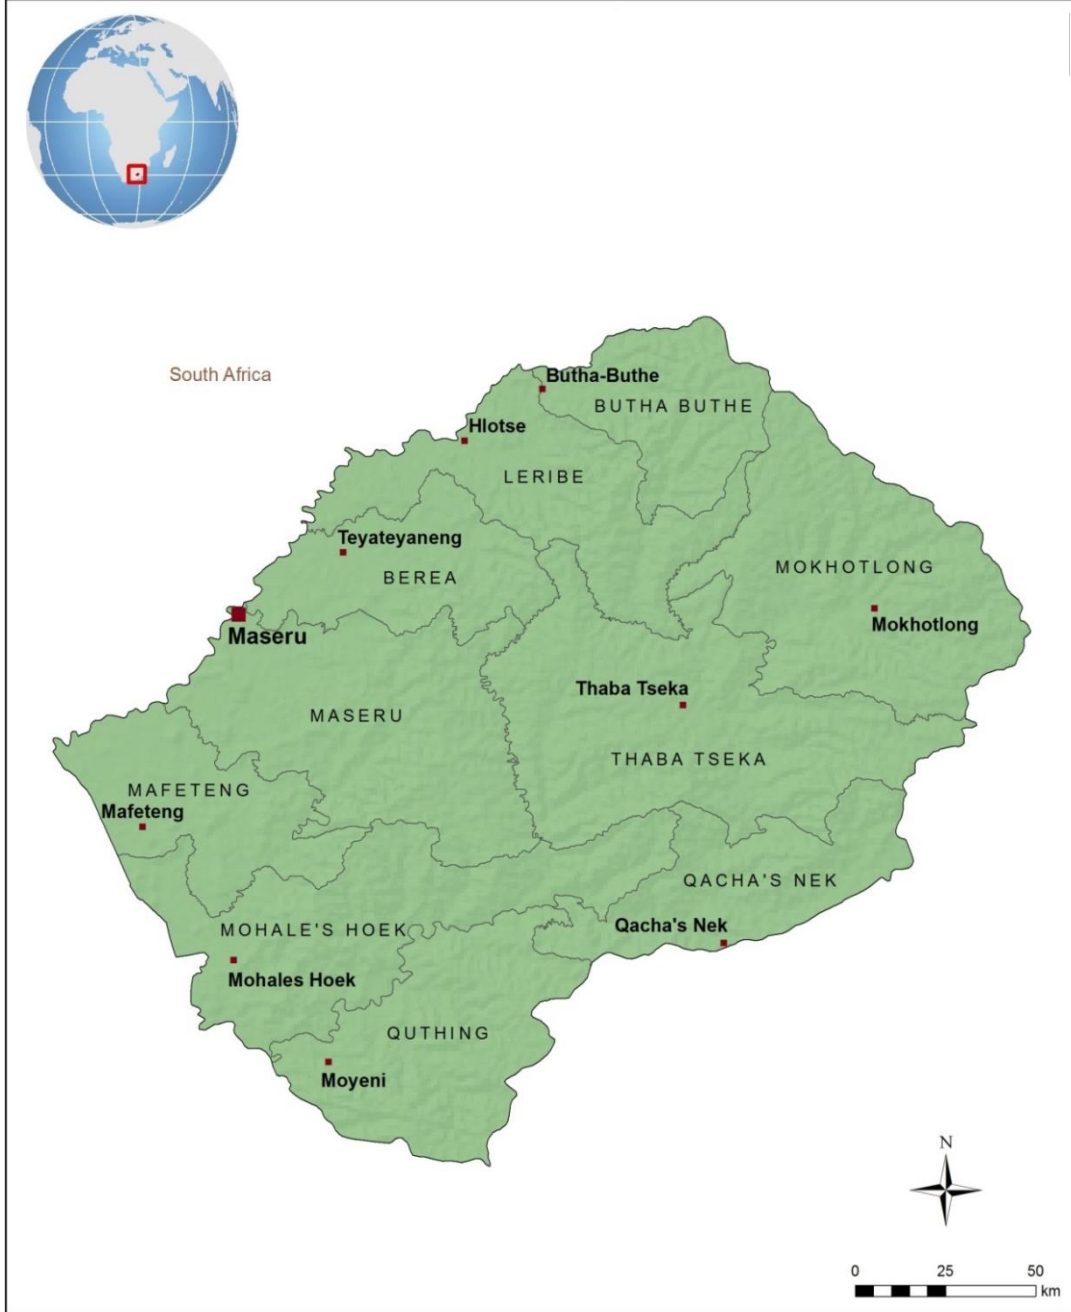 South Africa
Butha-Buthe
BUTHA BUTHE
Hlotse
LERIBE
Teyateyaneng
BEREA
MOKHOTLONG
Mokhotlong
Maseru
Thaba Tseka
MASERU
THABA TSEKA
MAFETENG
Mafeteng
QACHA'S NEK
Qacha's Nek
MOHALE'S HOEK
Mohales Hoek
QUTHING
Moyeni
N
0 25 50
km